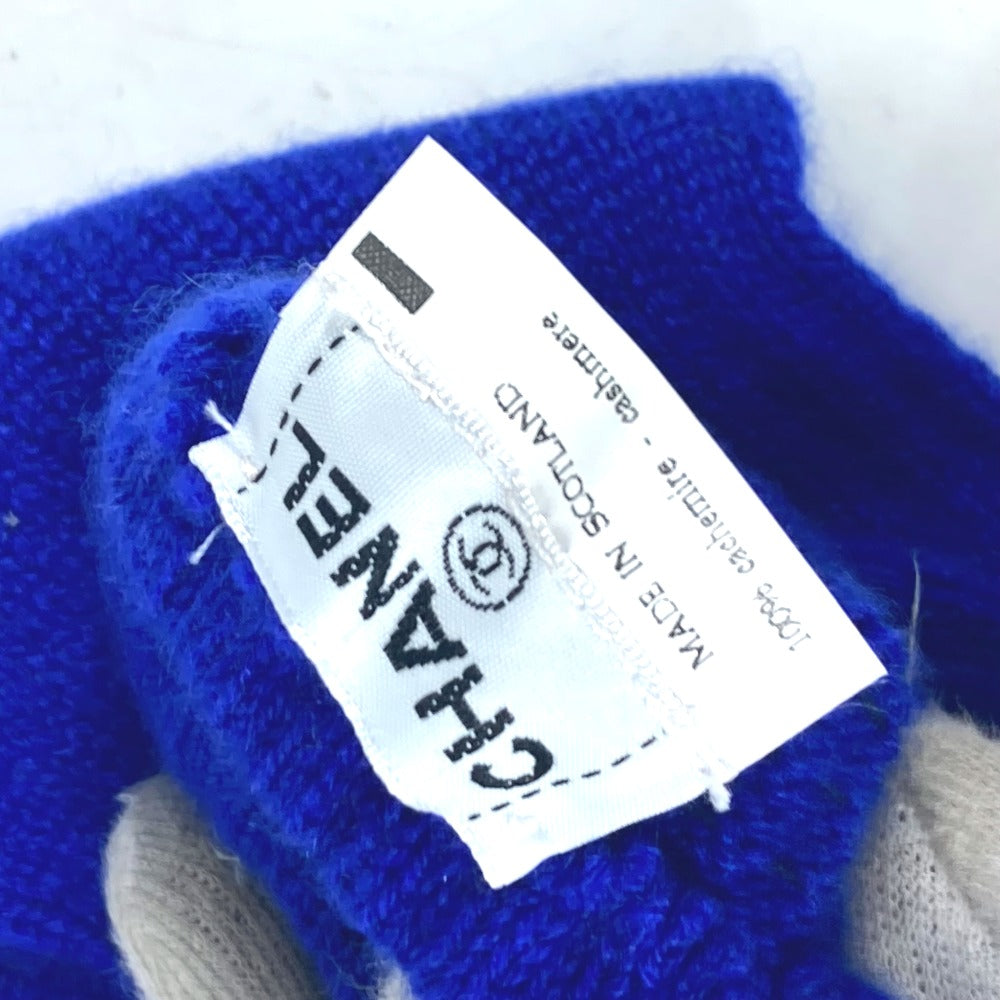 CHANEL
MADE IN SCOTLAND
100% cachemire - cashmere